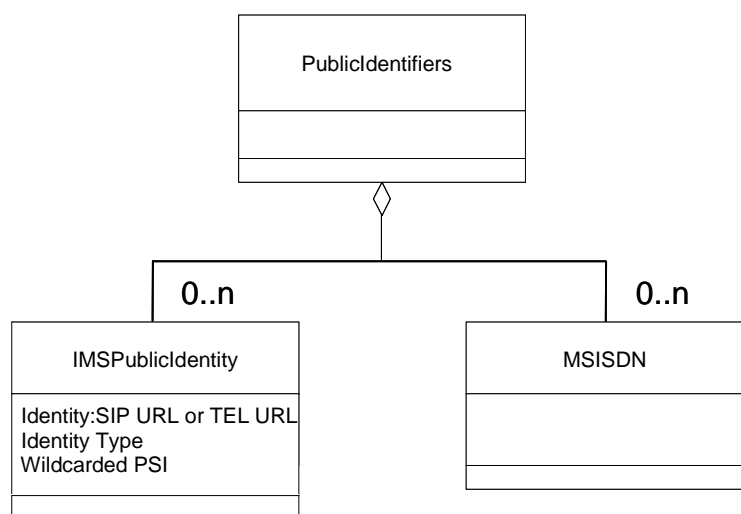 PublicIdentifiers
0..n
0..n
IMSPublicIdentity
MSISDN
Identity:SIP URL or TEL URL
Identity Type
Wildcarded PSI